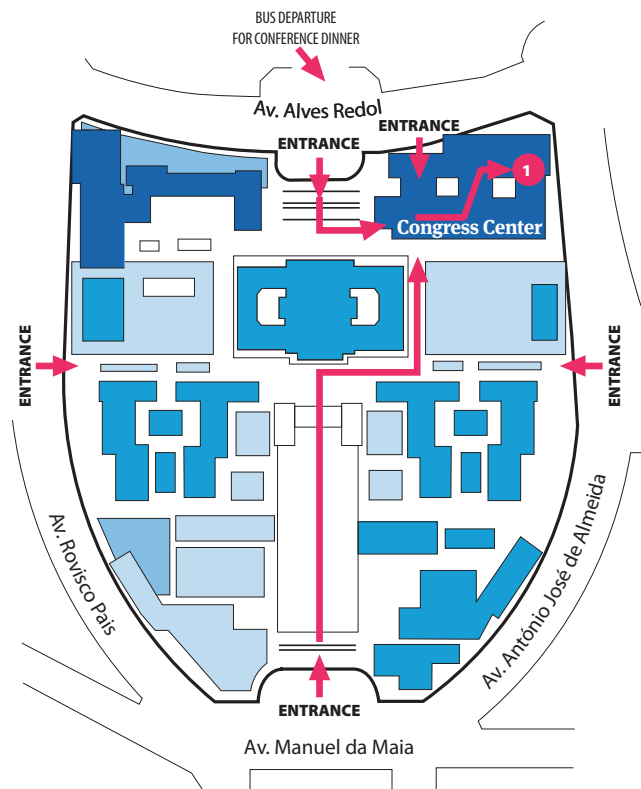 BUS DEPARTURE
FOR CONFERENCE DINNER
Av. Alves Redol
ENTRANCE
ENTRANCE
1
Congress Center
ENTRANCE
ENTRANCE
Av. Rovisco Pais
Av. António José de Almeida
ENTRANCE
Av. Manuel da Maia